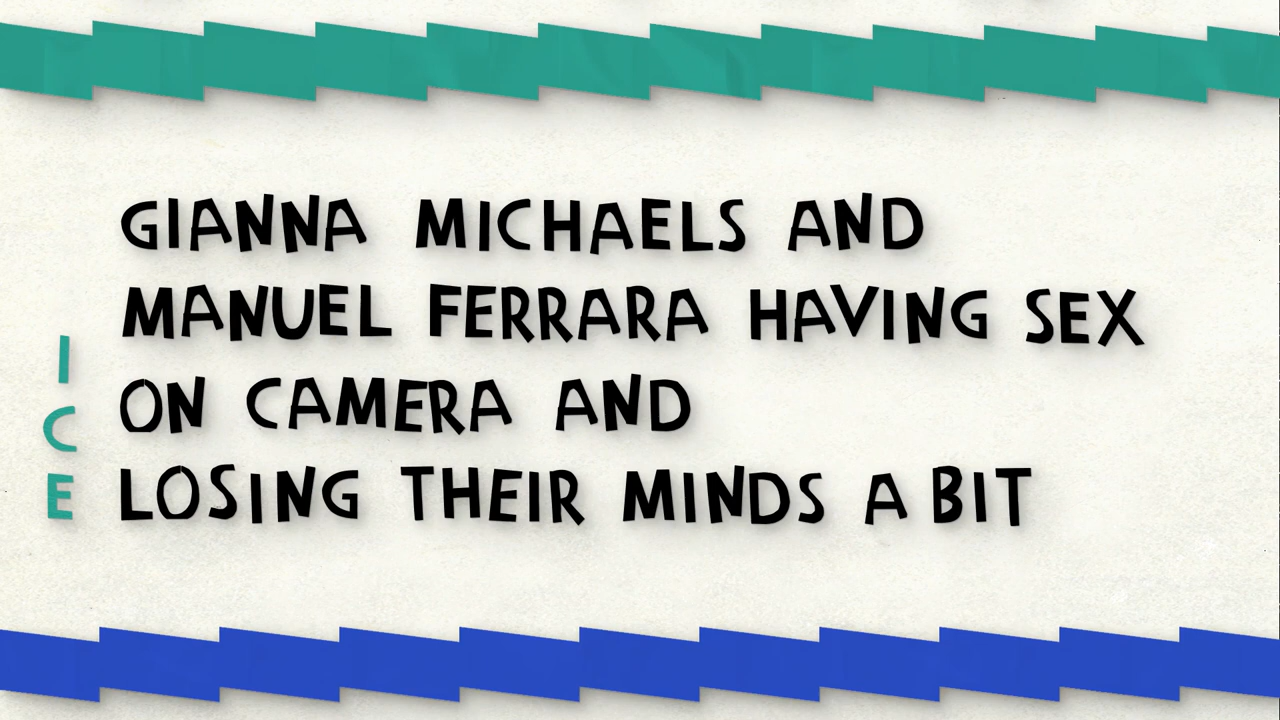 GIANNA MICHAELS AND
MANUEL FERRARA HAVING SEX
ON CAMERA AND
LOSING THEIR MINDS A BIT
ICE